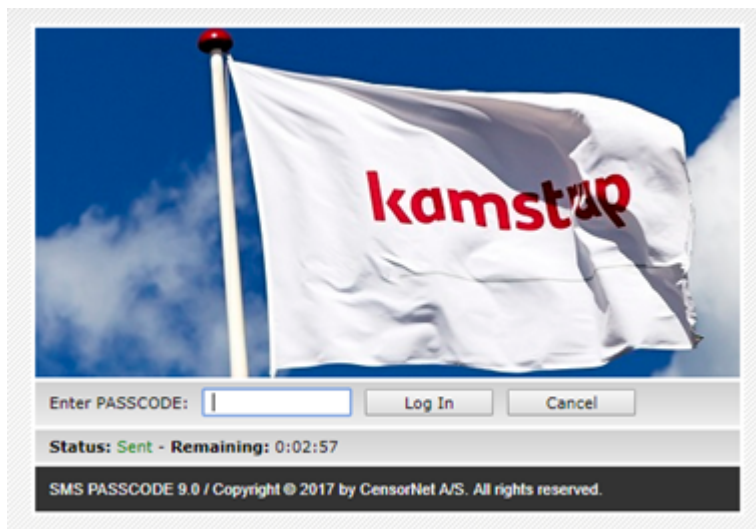 kamstrup
Enter PASSCODE: Log In Cancel
Status: Sent - Remaining: 0:02:57
SMS PASSCODE 9.0 / Copyright © 2017 by CensorNet A/S. All rights reserved.